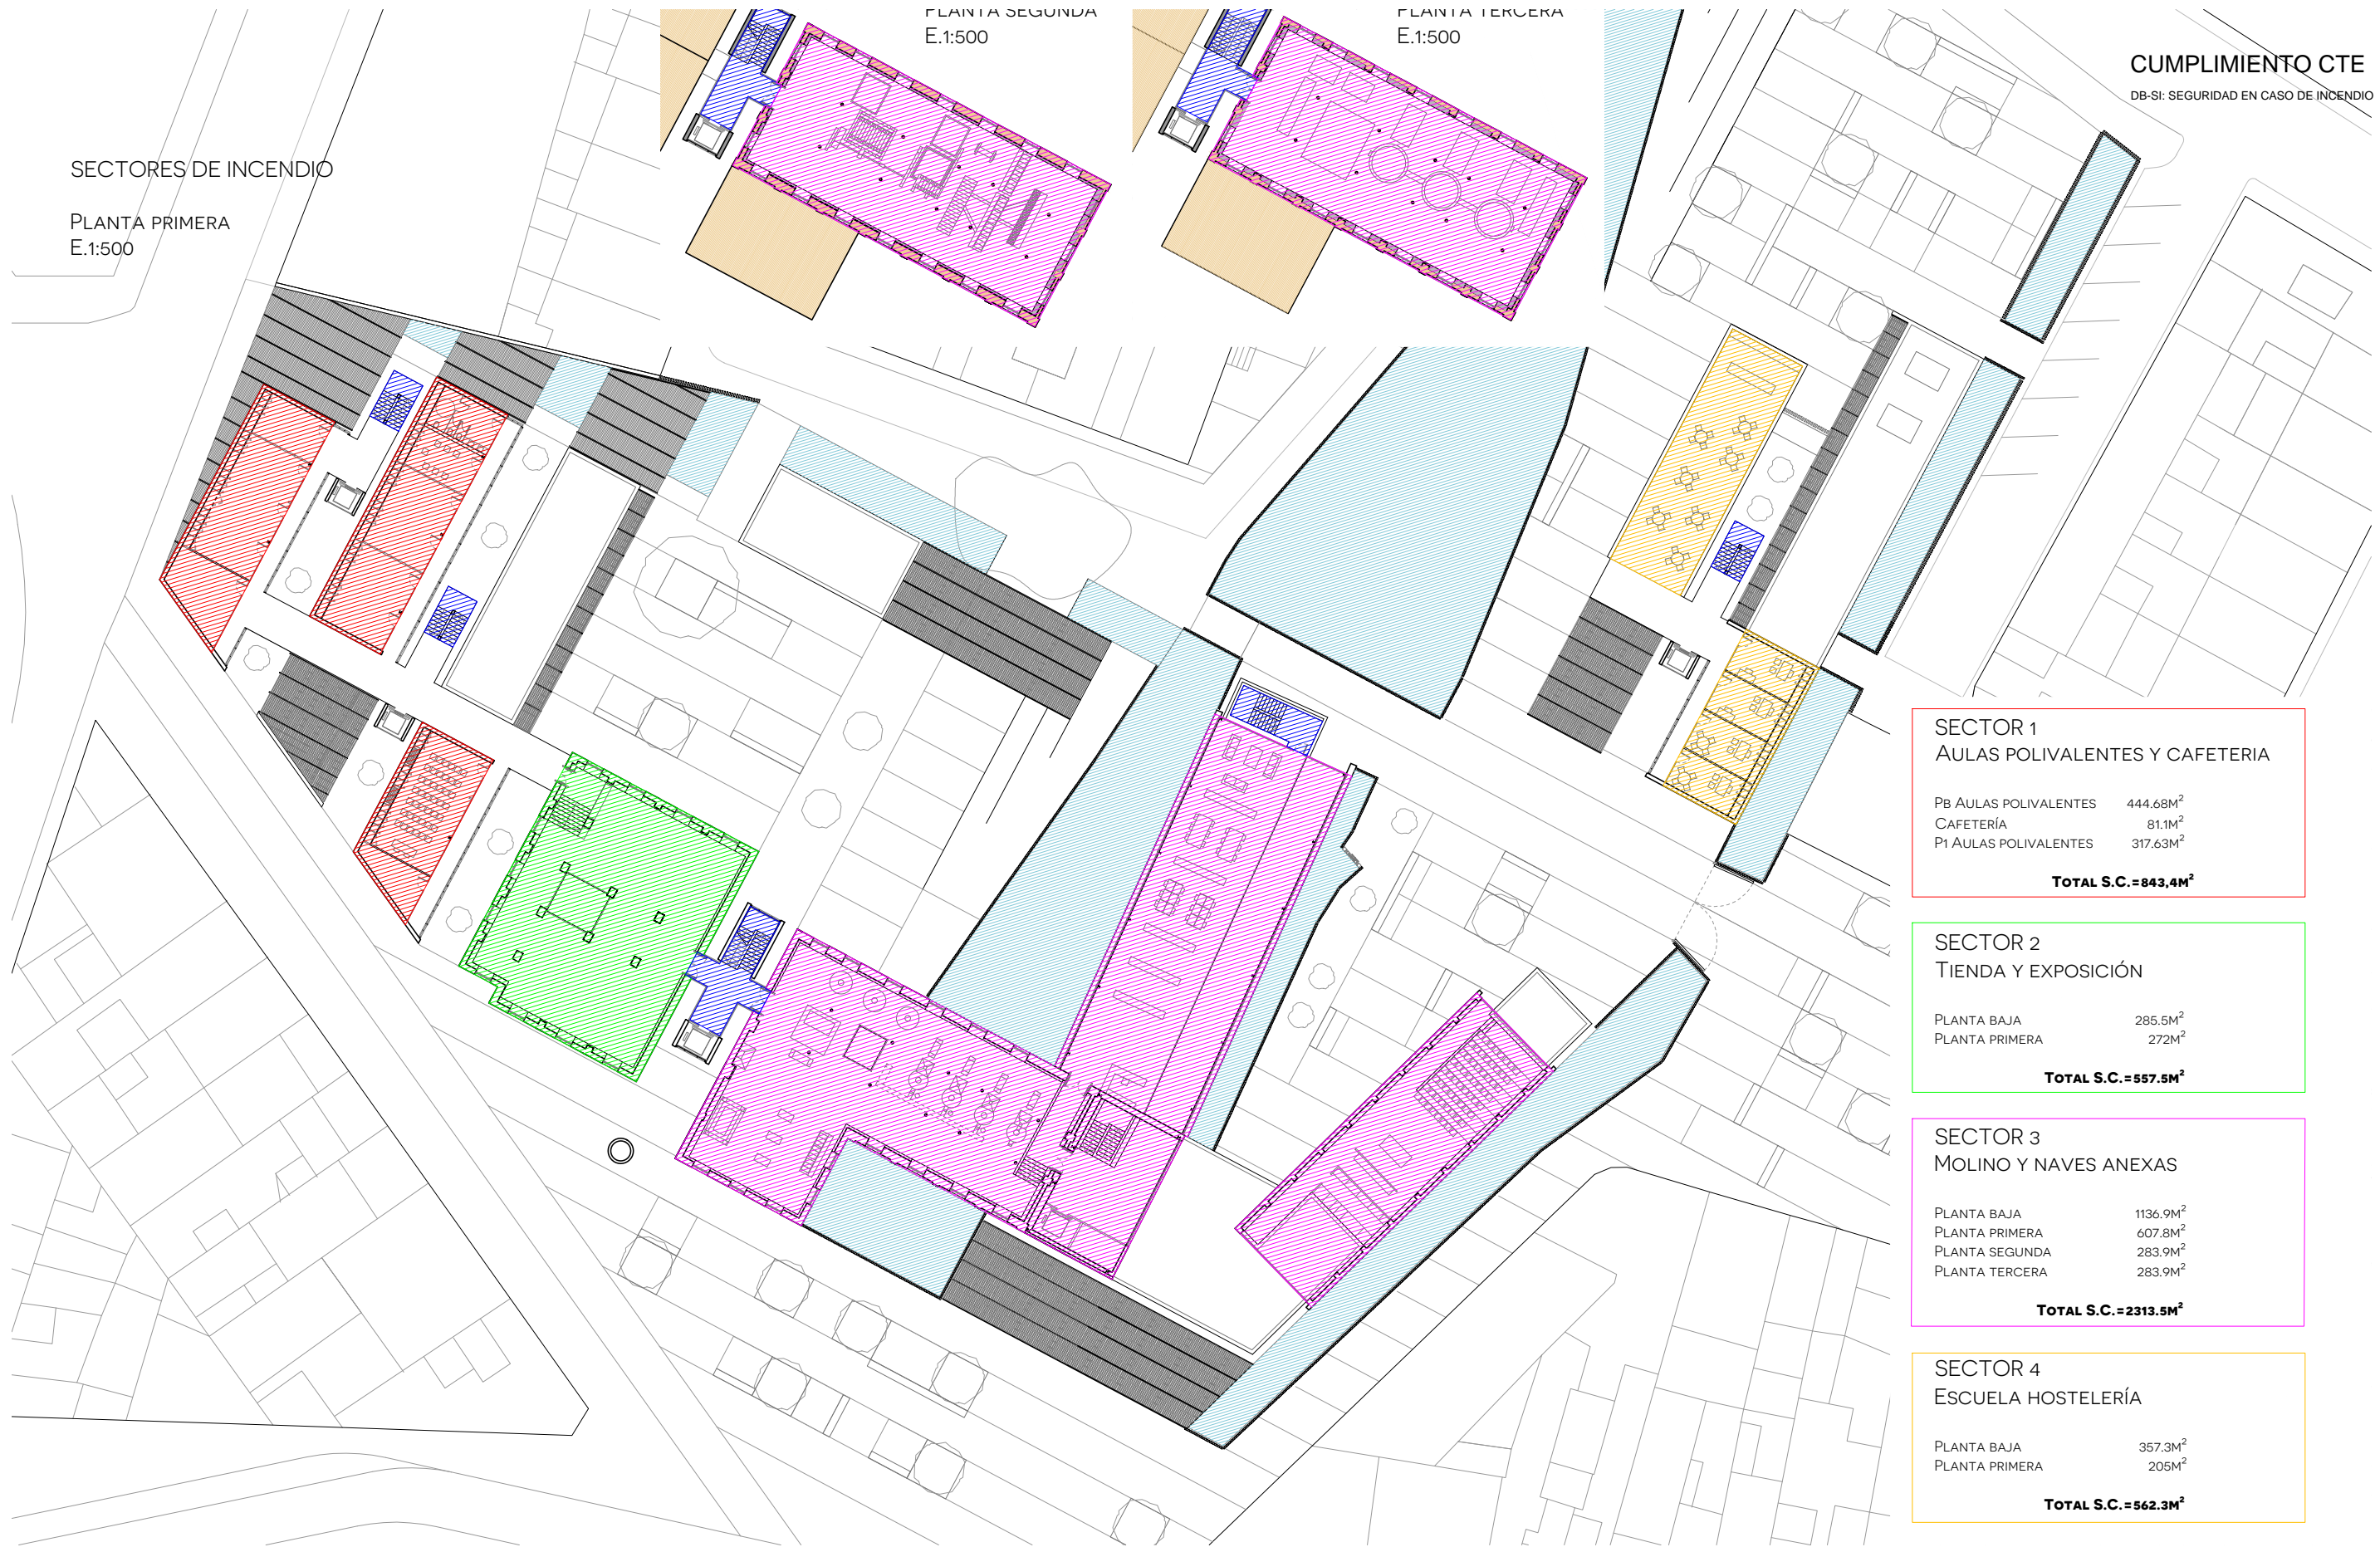 PLANTA SEGUNDA
E.1:500
PLANTA TERCERA
E.1:500
CUMPLIMIENTO CTE
DB-SI: SEGURIDAD EN CASO DE INCENDIO
SECTORES DE INCENDIO
PLANTA PRIMERA
E.1:500
SECTOR 1
AULAS POLIVALENTES Y CAFETERIA
PB AULAS POLIVALENTES 444.68M²
CAFETERÍA 81.1M²
P1 AULAS POLIVALENTES 317.63M²
TOTAL S.C.=843,4M²
SECTOR 2
TIENDA Y EXPOSICIÓN
PLANTA BAJA 285.5M²
PLANTA PRIMERA 272M²
TOTAL S.C.=557.5M²
SECTOR 3
MOLINO Y NAVES ANEXAS
PLANTA BAJA 1136.9M²
PLANTA PRIMERA 607.8M²
PLANTA SEGUNDA 283.9M²
PLANTA TERCERA 283.9M²
TOTAL S.C.=2313.5M²
SECTOR 4
ESCUELA HOSTELERÍA
PLANTA BAJA 357.3M²
PLANTA PRIMERA 205M²
TOTAL S.C.=562.3M²